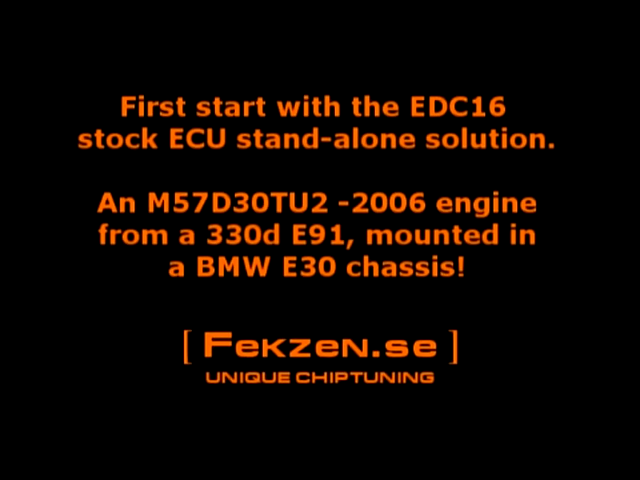 First start with the EDC16
stock ECU stand-alone solution.
An M57D30TU2 -2006 engine
from a 330d E91, mounted in
a BMW E30 chassis!
[ Fekzen.se ]
UNIQUE CHIPTUNING